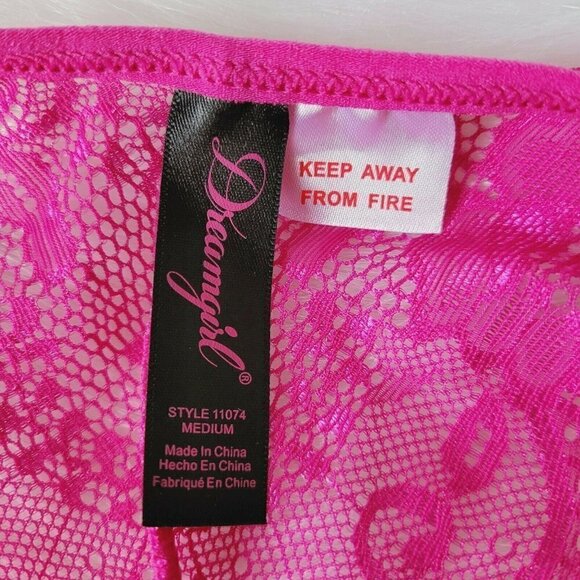 Dreamgirl®
STYLE 11074
MEDIUM
Made In China
Hecho En China
Fabriqué En Chine
KEEP AWAY
FROM FIRE